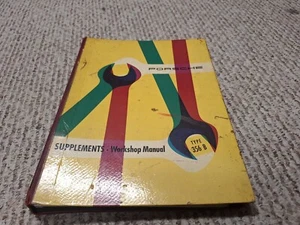 SUPPLEMENTS - Workshop Manual
TYPE
356 B